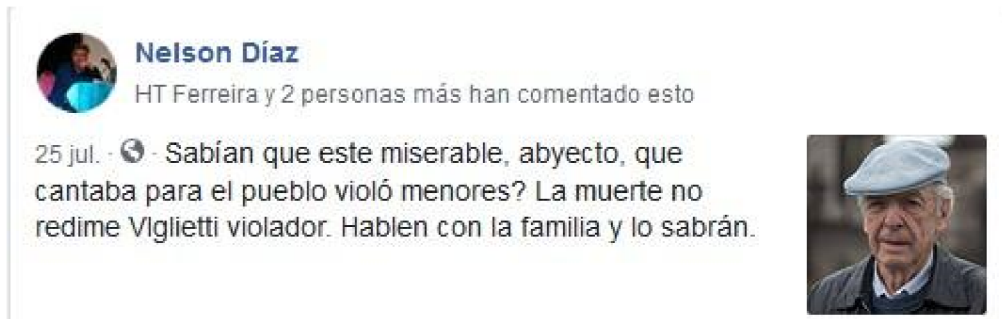 Nelson Díaz
HT Ferreira y 2 personas más han comentado esto
25 jul. · · Sabían que este miserable, abyecto, que
cantaba para el pueblo violó menores? La muerte no
redime VIglietti violador. Hablen con la familia y lo sabrán.